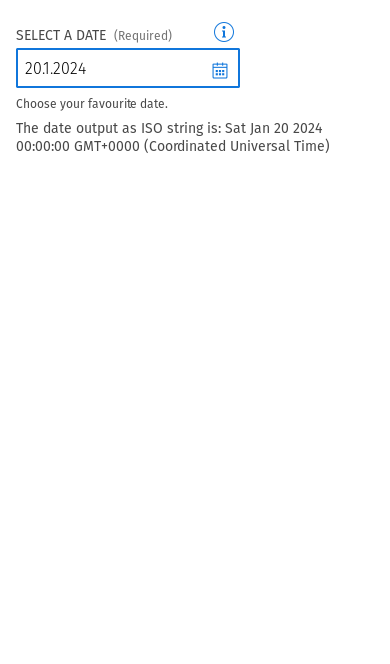 SELECT A DATE (Required)
20.1.2024
Choose your favourite date.
The date output as ISO string is: Sat Jan 20 2024
00:00:00 GMT+0000 (Coordinated Universal Time)